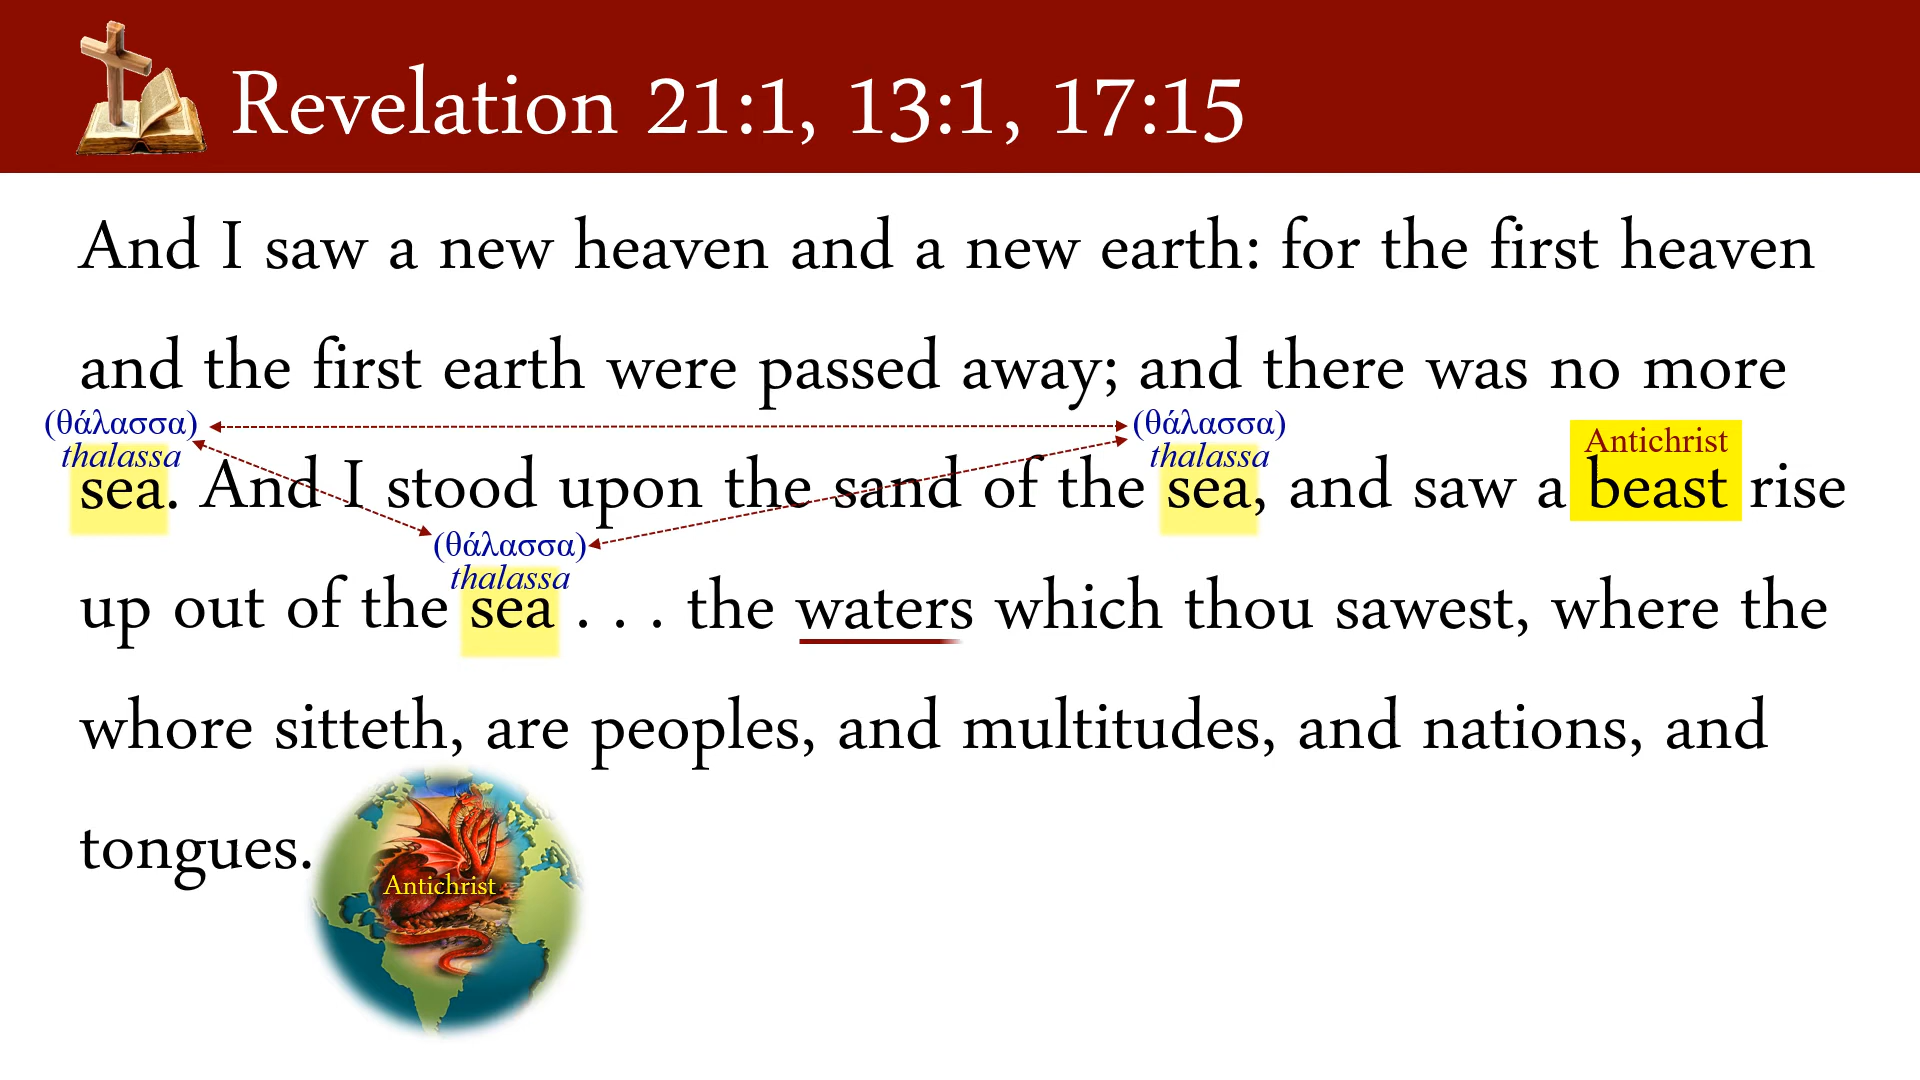 Revelation 21:1, 13:1, 17:15
And I saw a new heaven and a new earth: for the first heaven
and the first earth were passed away; and there was no more
(θάλασσα) (θάλασσα)
thalassa thalassa Antichrist
sea. And I stood upon the sand of the sea, and saw a beast rise
(θάλασσα)
thalassa
up out of the sea . . . the waters which thou sawest, where the
whore sitteth, are peoples, and multitudes, and nations, and
tongues.
Antichrist